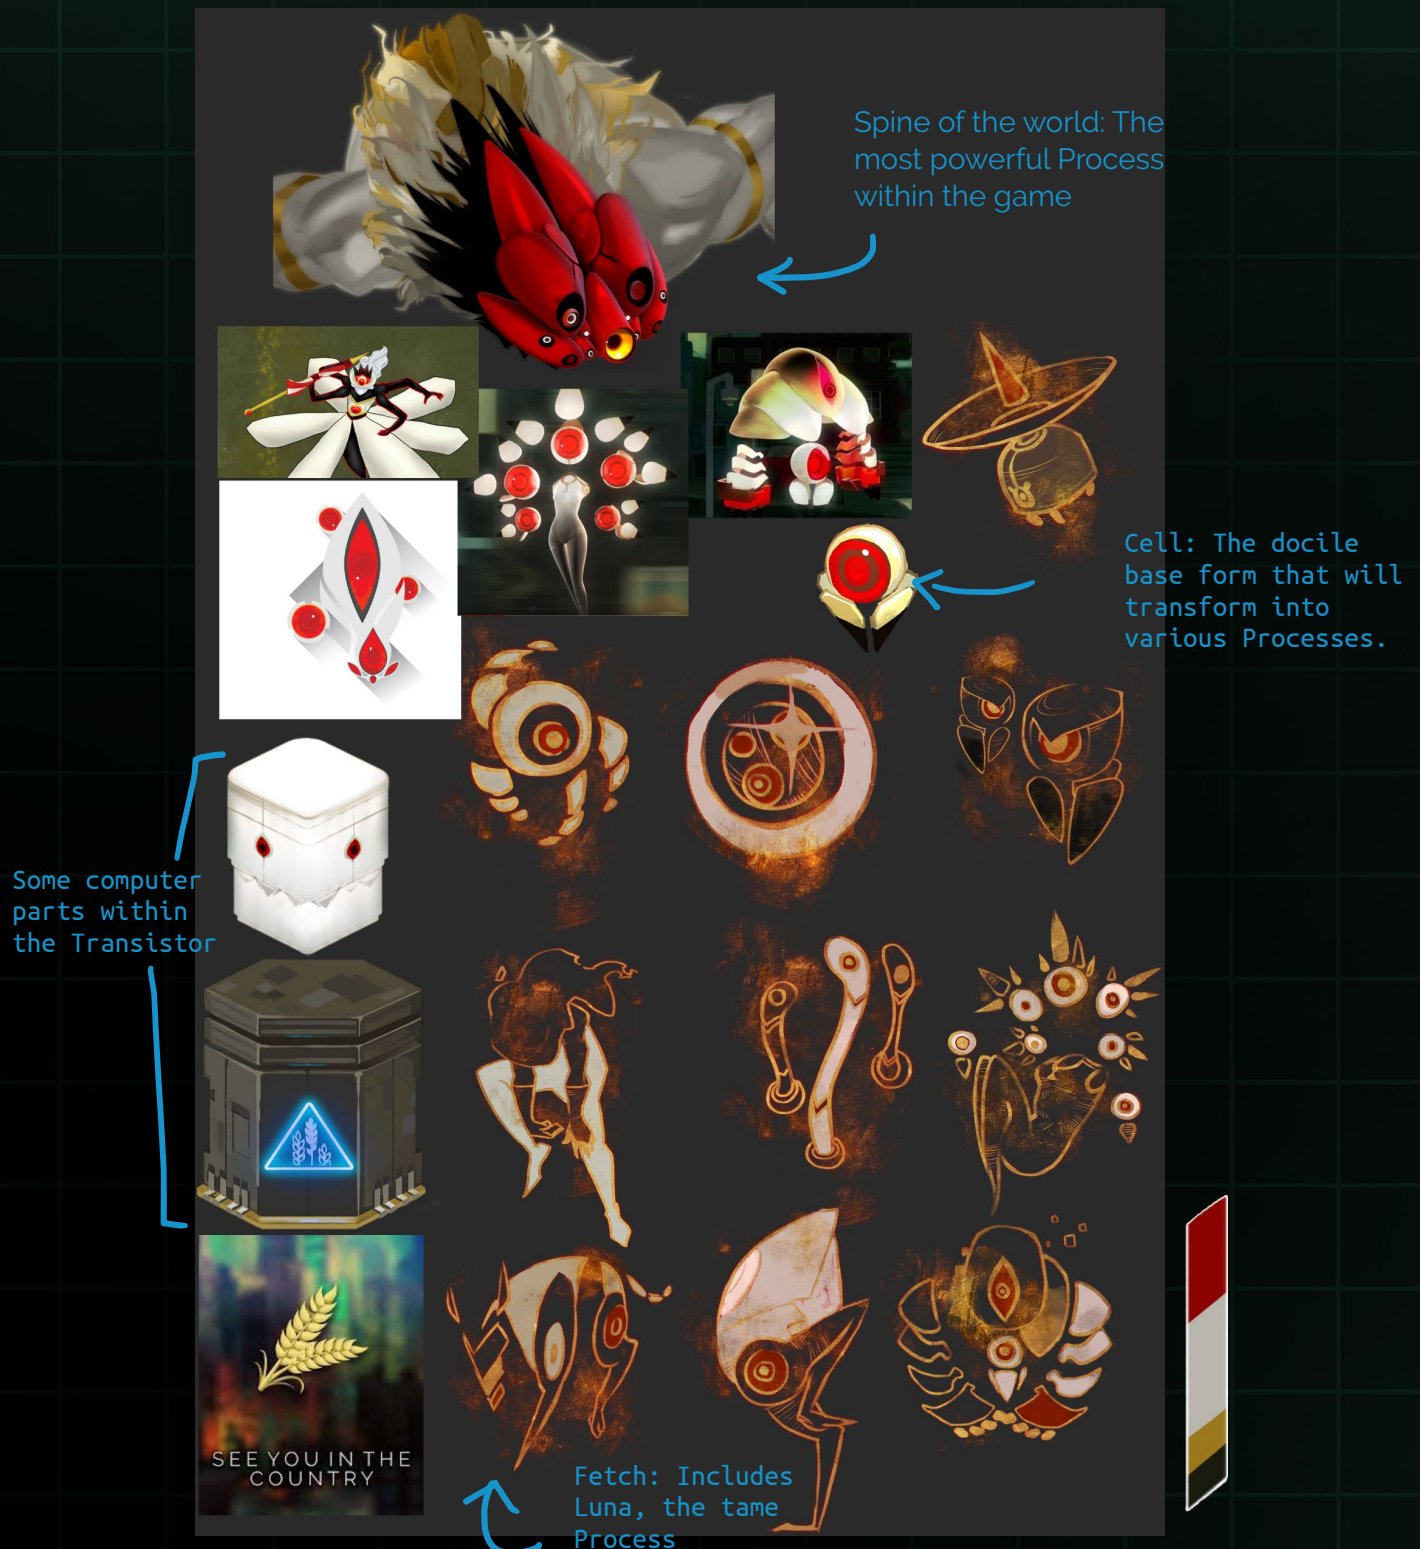 Spine of the world: The
most powerful Process
within the game
Cell: The docile
base form that will
transform into
various Processes.
Some computer
parts within
the Transistor
SEE YOU IN THE
COUNTRY
Fetch: Includes
Luna, the tame
Process